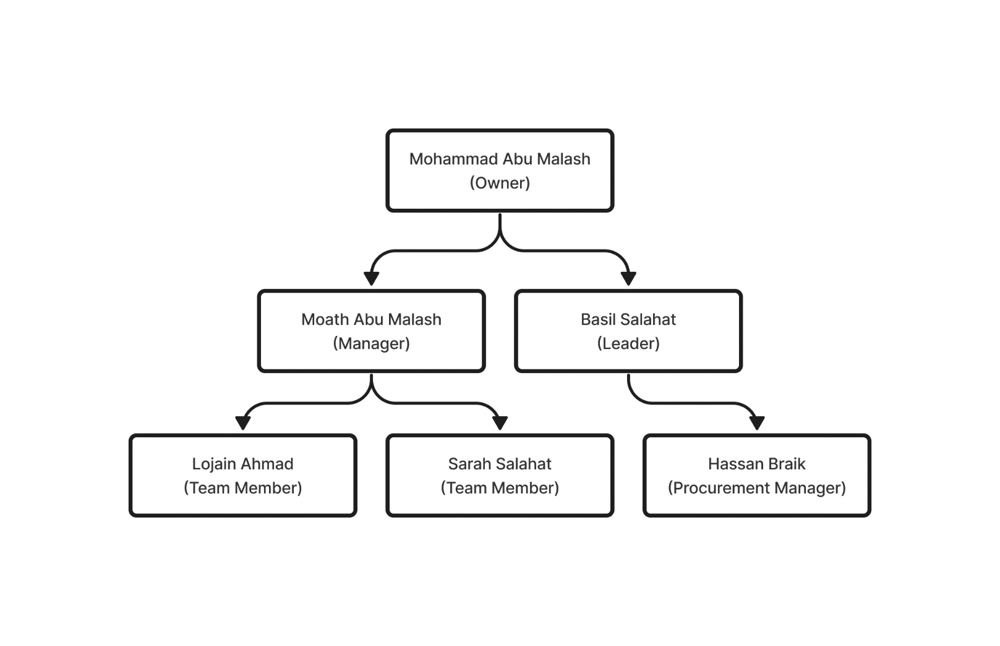 Mohammad Abu Malash
(Owner)
Moath Abu Malash
(Manager)
Basil Salahat
(Leader)
Lojain Ahmad
(Team Member)
Sarah Salahat
(Team Member)
Hassan Braik
(Procurement Manager)